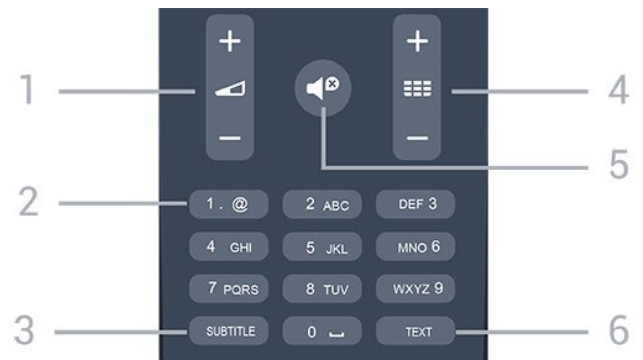 + +
1 4
- -
5
2 1 . @ 2 ABC DEF 3
4 GHI 5 JKL MNO 6
7 PQRS 8 TUV WXYZ 9
3 SUBTITLE 0 ⎵ TEXT 6